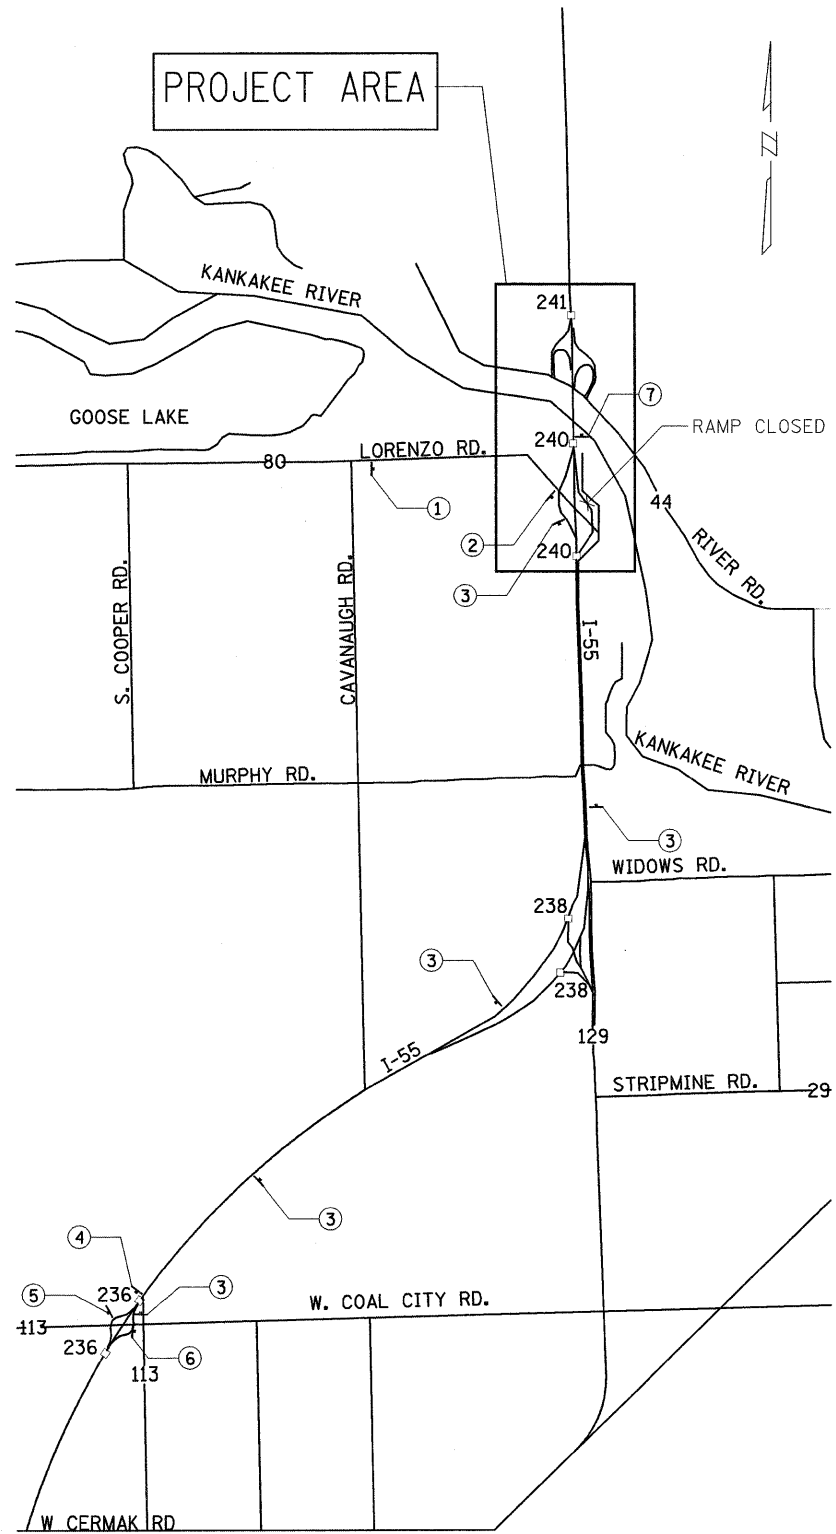 PROJECT AREA
N
KANKAKEE RIVER
241
GOOSE LAKE
7
RAMP CLOSED
240
LORENZO RD.
80
1
44
2
240
3
RIVER RD.
S. COOPER RD.
CAVANAUGH RD.
I-55
KANKAKEE RIVER
MURPHY RD.
3
WIDOWS RD.
238
3
238
129
I-55
STRIPMINE RD.
29
3
4
5
236
3
W. COAL CITY RD.
113
236
6
113
W CERMAK RD